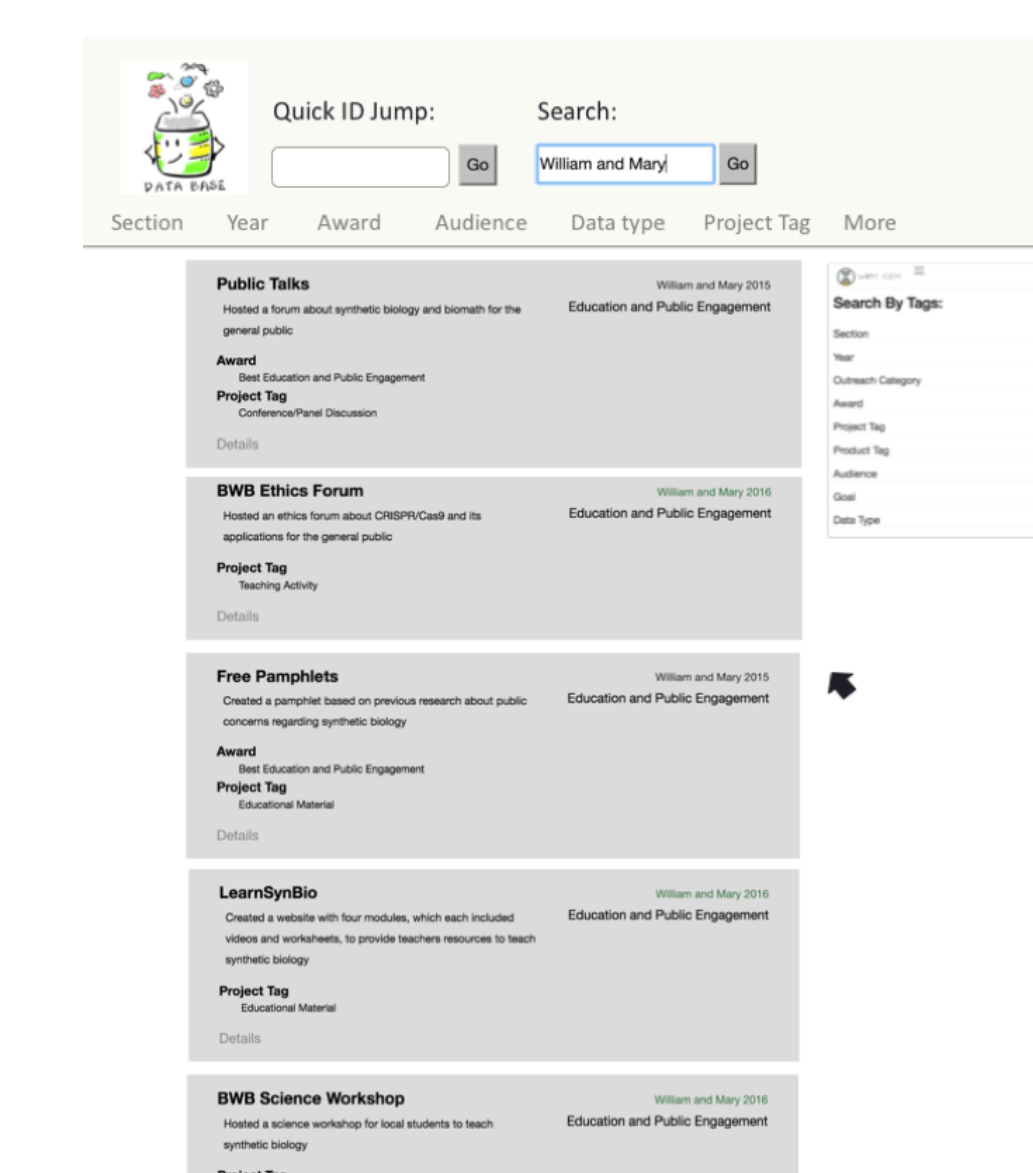 DATA BASE
Quick ID Jump:
Go
Search:
William and Mary
Go
Section Year Award Audience Data type Project Tag More
Public Talks
William and Mary 2015
Hosted a forum about synthetic biology and biomath for the
general public
Education and Public Engagement
Award
Best Education and Public Engagement
Project Tag
Conference/Panel Discussion
Details
BWB Ethics Forum
William and Mary 2016
Hosted an ethics forum about CRISPR/Cas9 and its
applications for the general public
Education and Public Engagement
Project Tag
Teaching Activity
Details
Free Pamphlets
William and Mary 2015
Created a pamphlet based on previous research about public
concerns regarding synthetic biology
Education and Public Engagement
Award
Best Education and Public Engagement
Project Tag
Educational Material
Details
LearnSynBio
William and Mary 2016
Created a website with four modules, which each included
videos and worksheets, to provide teachers resources to teach
synthetic biology
Education and Public Engagement
Project Tag
Educational Material
Details
BWB Science Workshop
William and Mary 2016
Hosted a science workshop for local students to teach
synthetic biology
Education and Public Engagement
Project Tag
Search By Tags:
Section
Year
Outreach Category
Award
Project Tag
Product Tag
Audience
Goal
Data Type